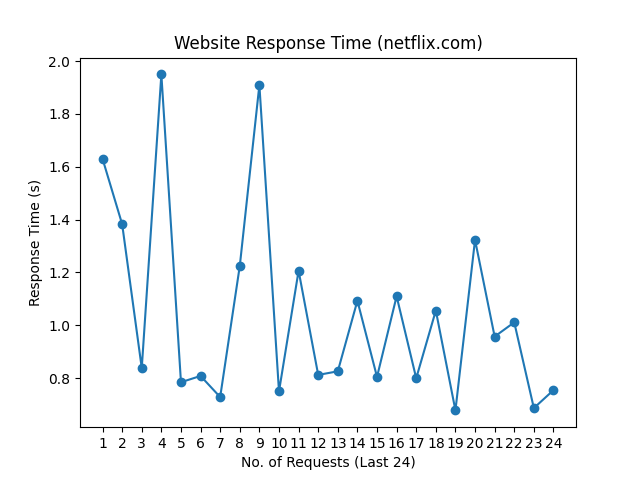 Website Response Time (netflix.com)
2.0
1.8
1.6
1.4
1.2
1.0
0.8
Response Time (s)
1 2 3 4 5 6 7 8 9 10 11 12 13 14 15 16 17 18 19 20 21 22 23 24
No. of Requests (Last 24)